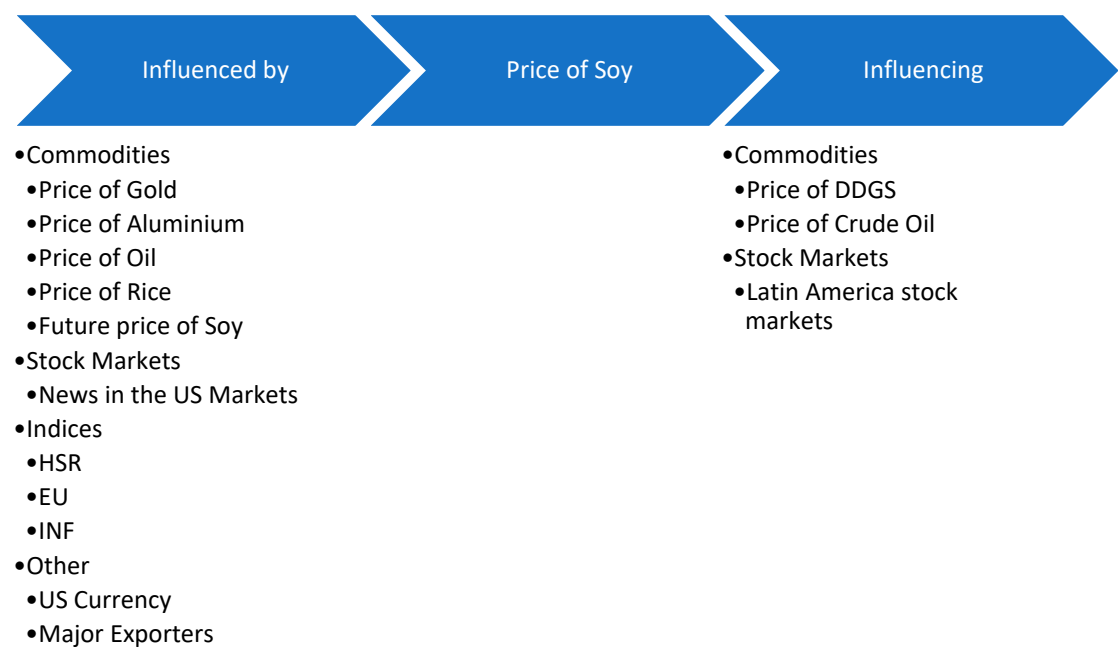 Influenced by
Price of Soy
Influencing
•Commodities
•Price of Gold
•Price of Aluminium
•Price of Oil
•Price of Rice
•Future price of Soy
•Stock Markets
•News in the US Markets
•Indices
•HSR
•EU
•INF
•Other
•US Currency
•Major Exporters
•Commodities
•Price of DDGS
•Price of Crude Oil
•Stock Markets
•Latin America stock
markets